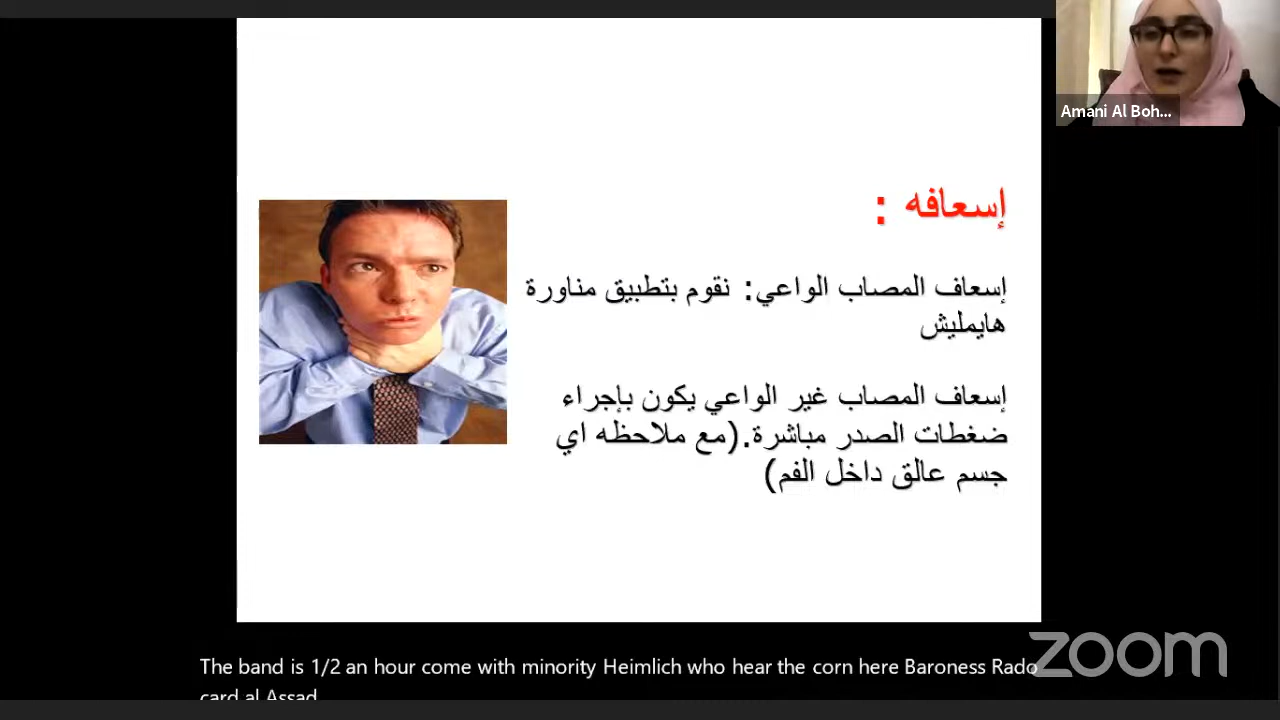 Amani Al Boh...
إسعافه :
إسعاف المصاب الواعي: نقوم بتطبيق مناورة
هايمليش
إسعاف المصاب غير الواعي يكون بإجراء
ضغطات الصدر مباشرة.(مع ملاحظه اي
جسم عالق داخل الفم)
zoom
The band is 1/2 an hour come with minority Heimlich who hear the corn here Baroness Rado
card al Assad